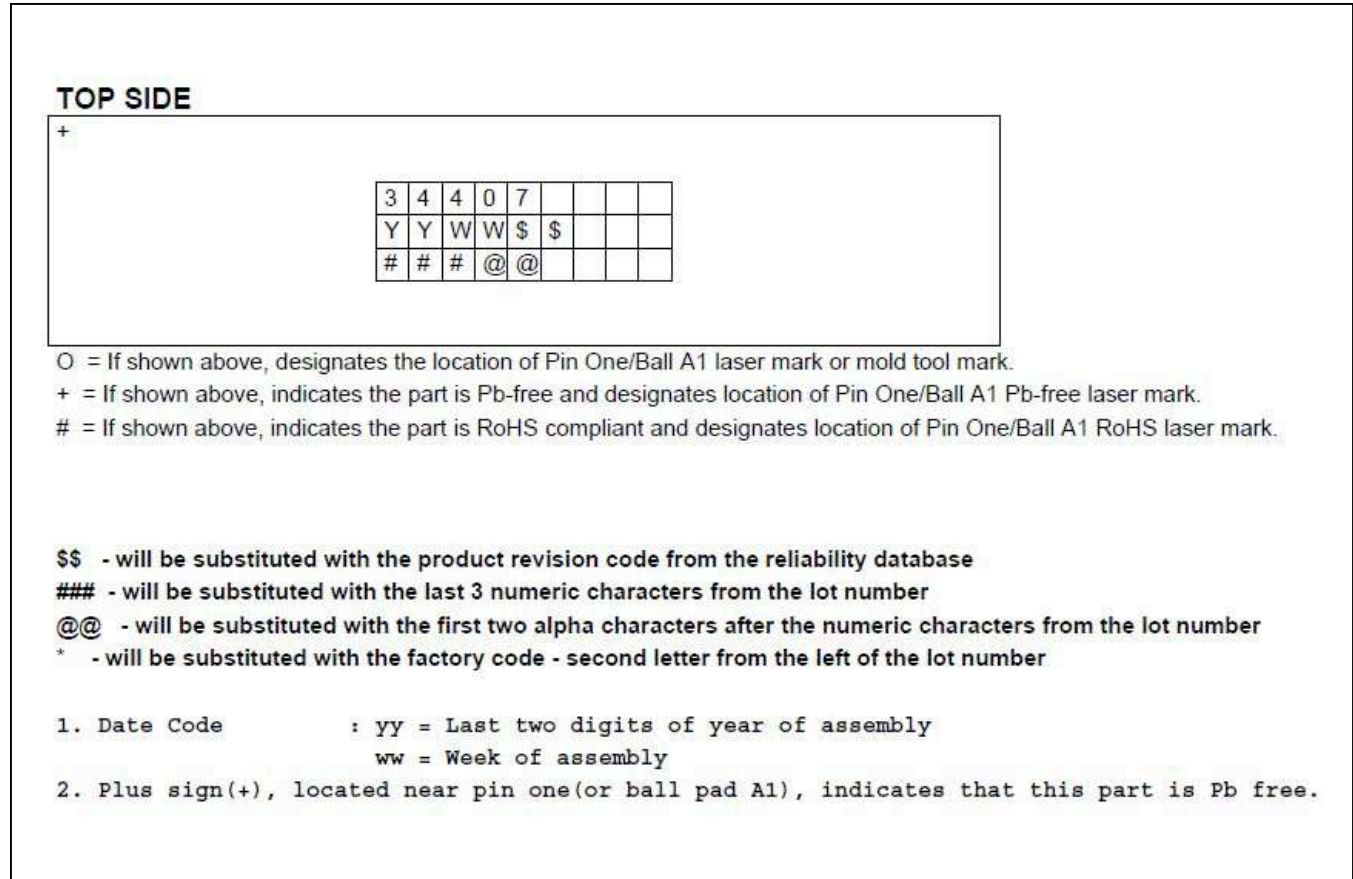 TOP SIDE
+
3 4 4 0 7
Y Y W W $ $
# # # @ @
O = If shown above, designates the location of Pin One/Ball A1 laser mark or mold tool mark.
+ = If shown above, indicates the part is Pb-free and designates location of Pin One/Ball A1 Pb-free laser mark.
# = If shown above, indicates the part is RoHS compliant and designates location of Pin One/Ball A1 RoHS laser mark.
$$ - will be substituted with the product revision code from the reliability database
### - will be substituted with the last 3 numeric characters from the lot number
@@ - will be substituted with the first two alpha characters after the numeric characters from the lot number
* - will be substituted with the factory code - second letter from the left of the lot number
1. Date Code : yy = Last two digits of year of assembly
ww = Week of assembly
2. Plus sign(+), located near pin one(or ball pad A1), indicates that this part is Pb free.